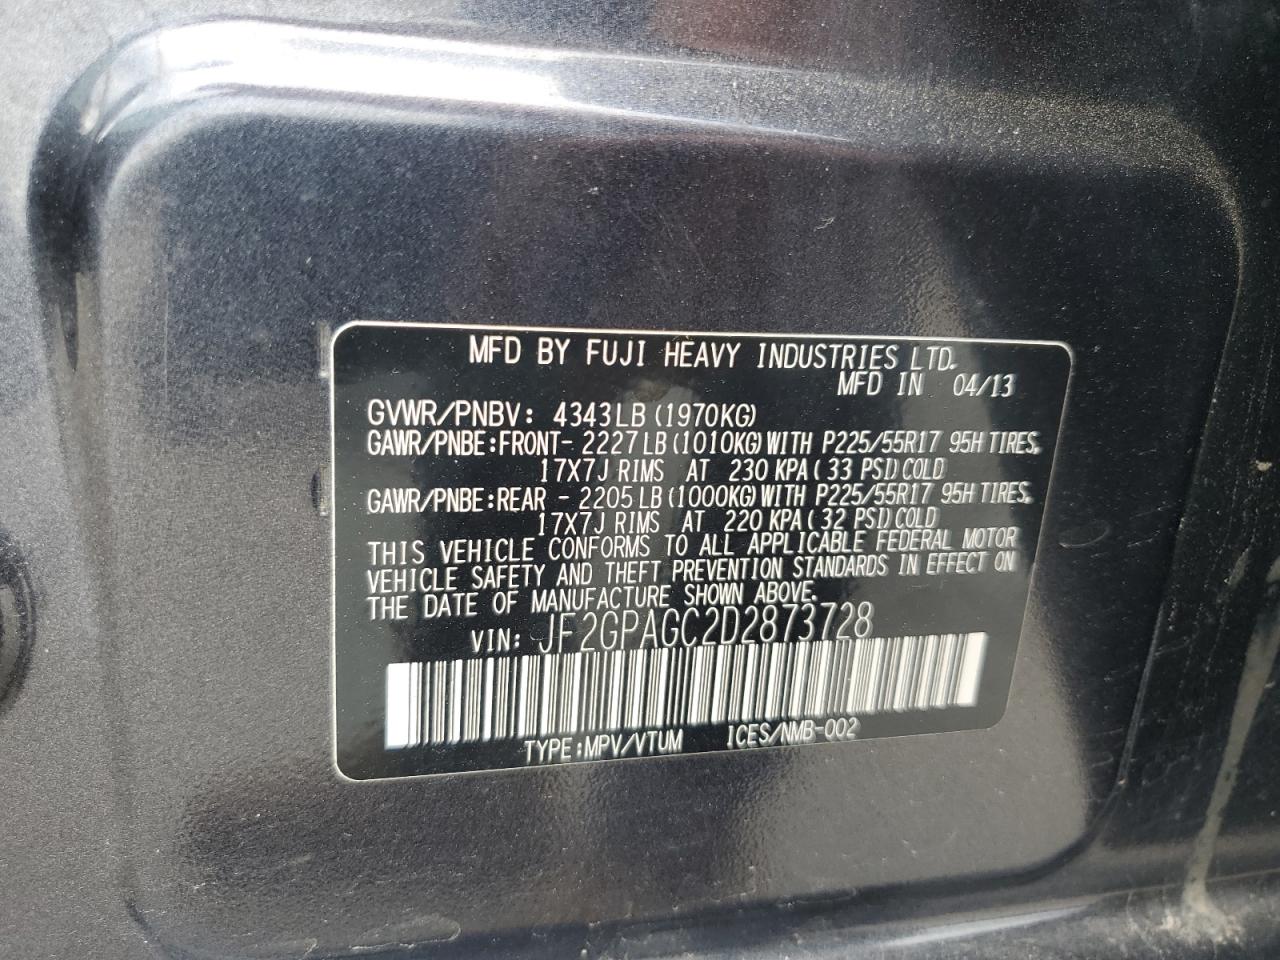 MFD BY FUJI HEAVY INDUSTRIES LTD.
MFD IN 04/13
GVWR/PNBV: 4343LB (1970KG)
GAWR/PNBE:FRONT- 2227LB (1010KG) WITH P225/55R17 95H TIRES,
17X7J RIMS AT 230 KPA (33 PSI) COLD
GAWR/PNBE:REAR - 2205LB (1000KG) WITH P225/55R17 95H TIRES,
17X7J RIMS AT 220 KPA (32 PSI) COLD
THIS VEHICLE CONFORMS TO ALL APPLICABLE FEDERAL MOTOR
VEHICLE SAFETY AND THEFT PREVENTION STANDARDS IN EFFECT ON
THE DATE OF MANUFACTURE SHOWN ABOVE.
VIN: JF2GPAGC2D2873728
TYPE:MPV/VTUM ICES/NMB-002